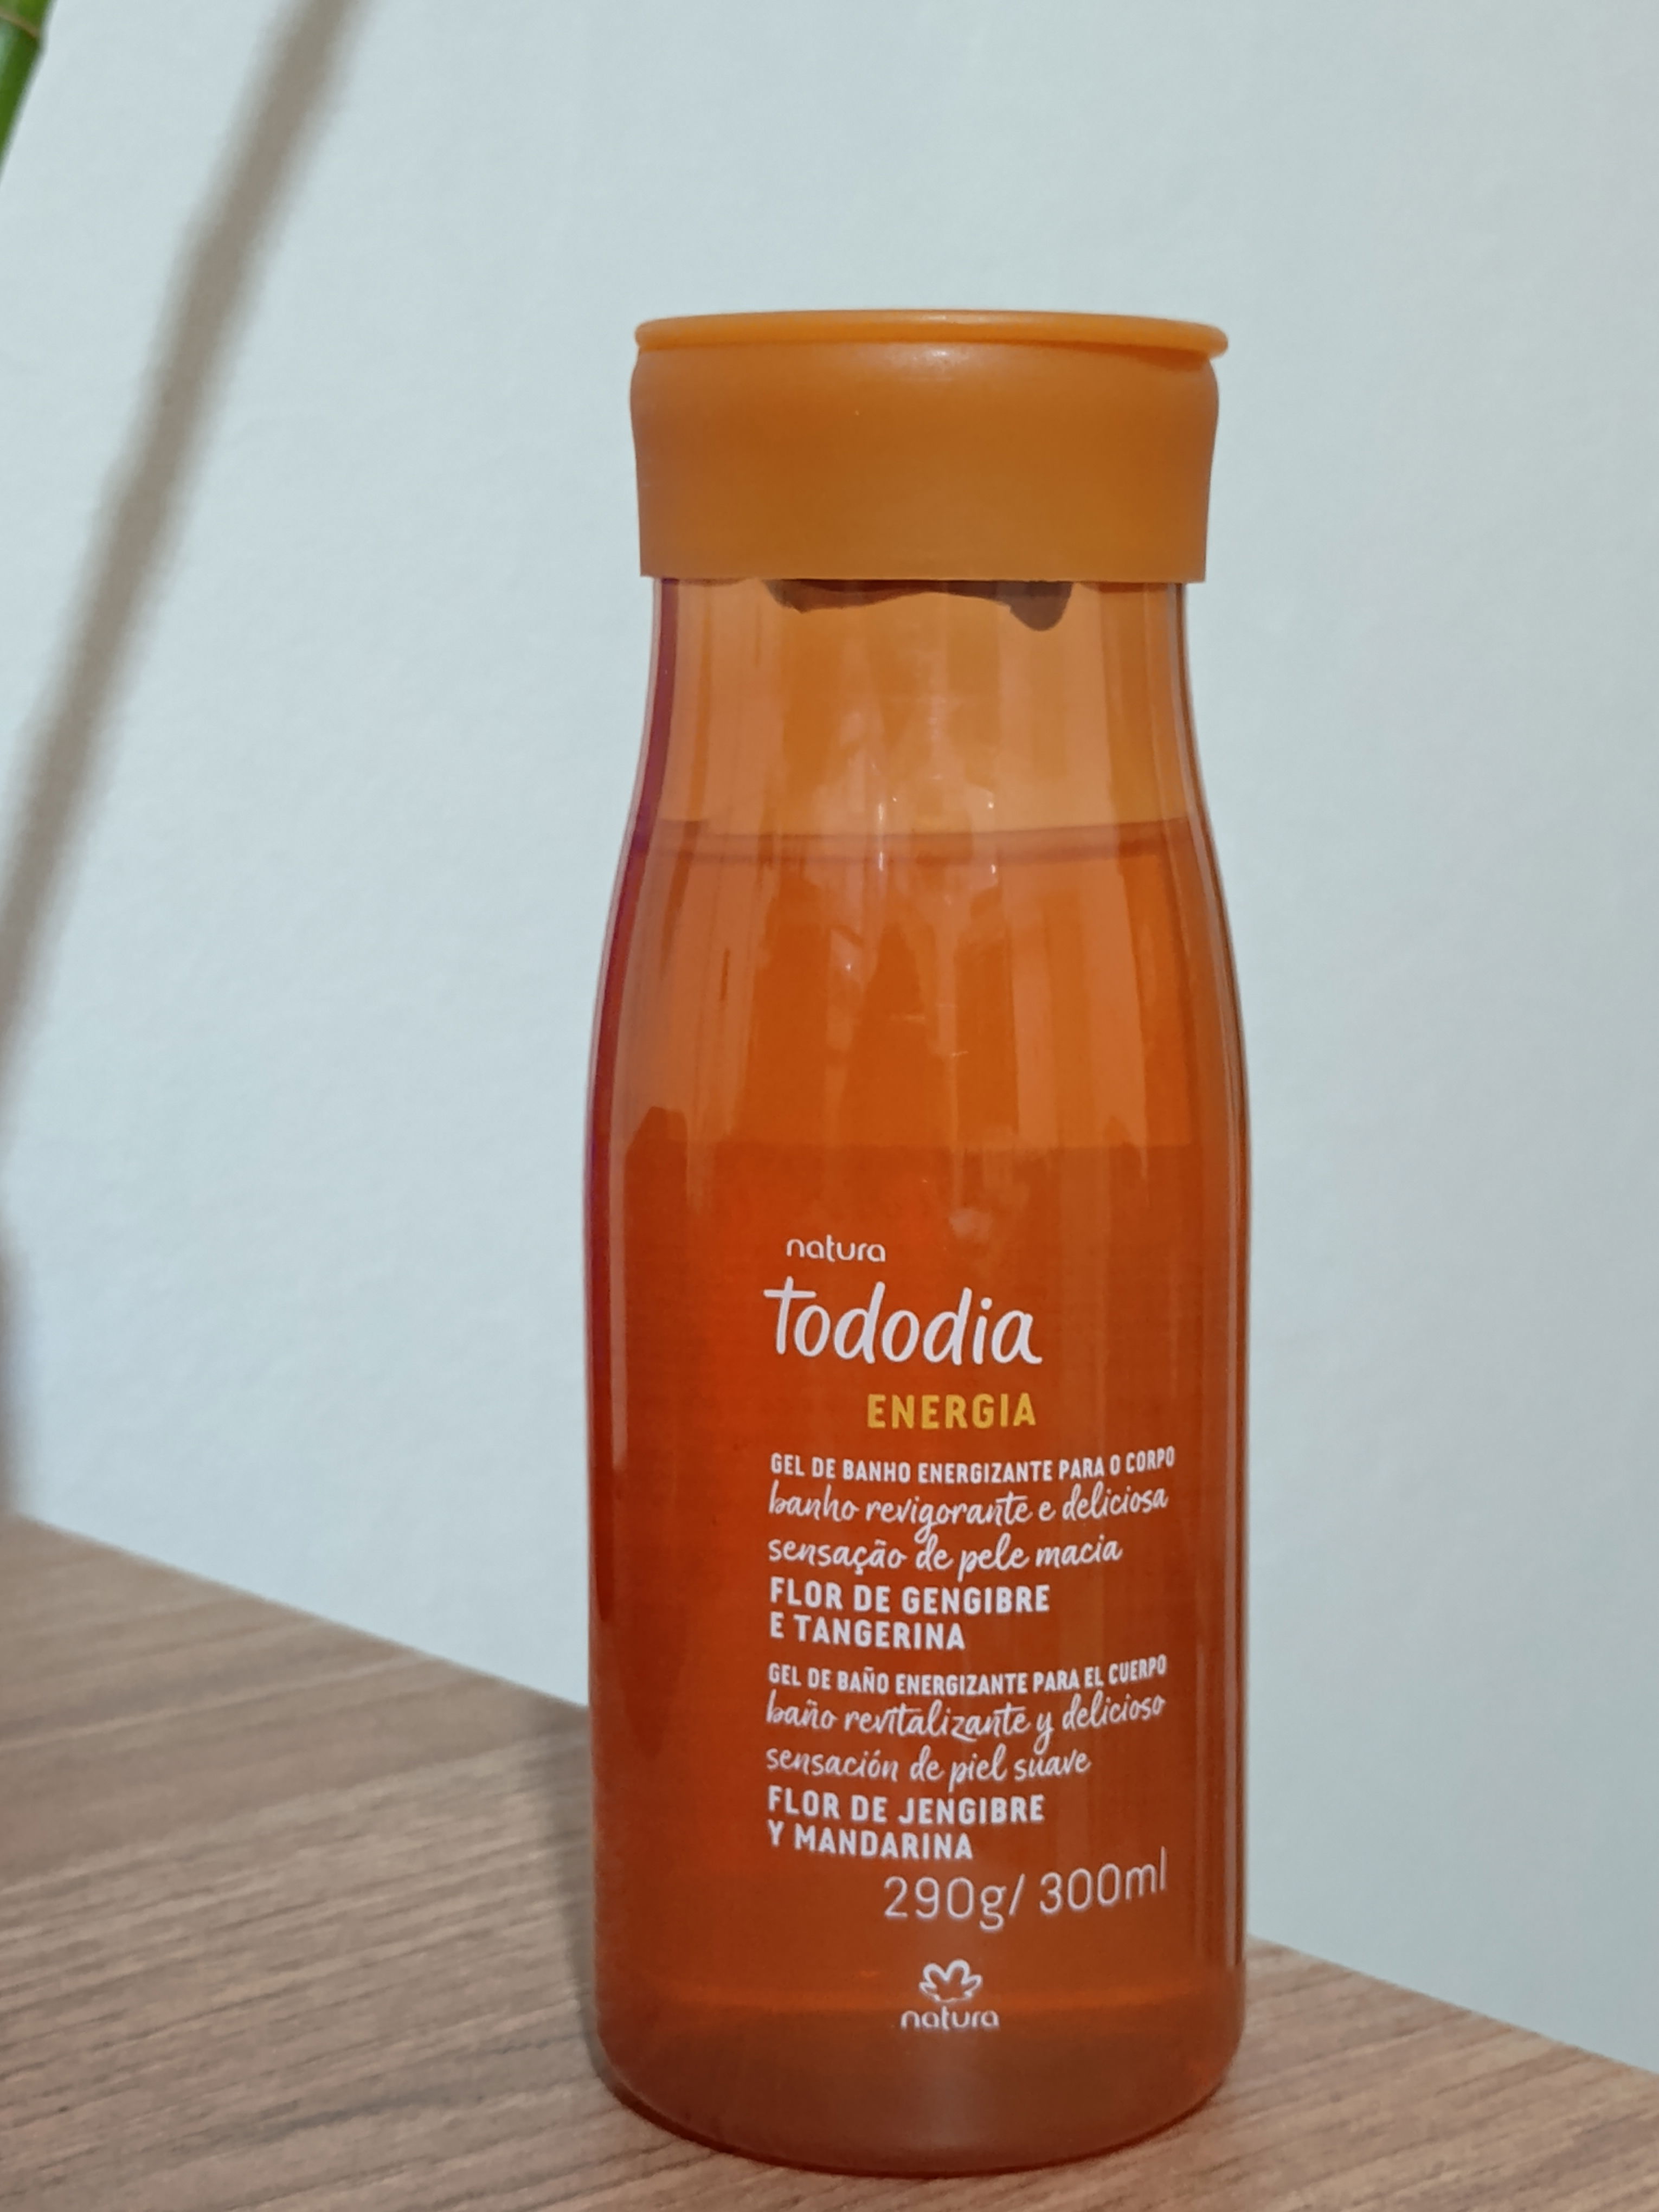 natura
Tododia
ENERGIA
GEL DE BANHO ENERGIZANTE PARA O CORPO
banho revigorante e deliciosa
sensação de pele macia
FLOR DE GENGIBRE
E TANGERINA
GEL DE BAÑO ENERGIZANTE PARA EL CUERPO
baño revitalizante y delicioso
sensación de piel suave
FLOR DE JENGIBRE
Y MANDARINA
290g/ 300ml
natura